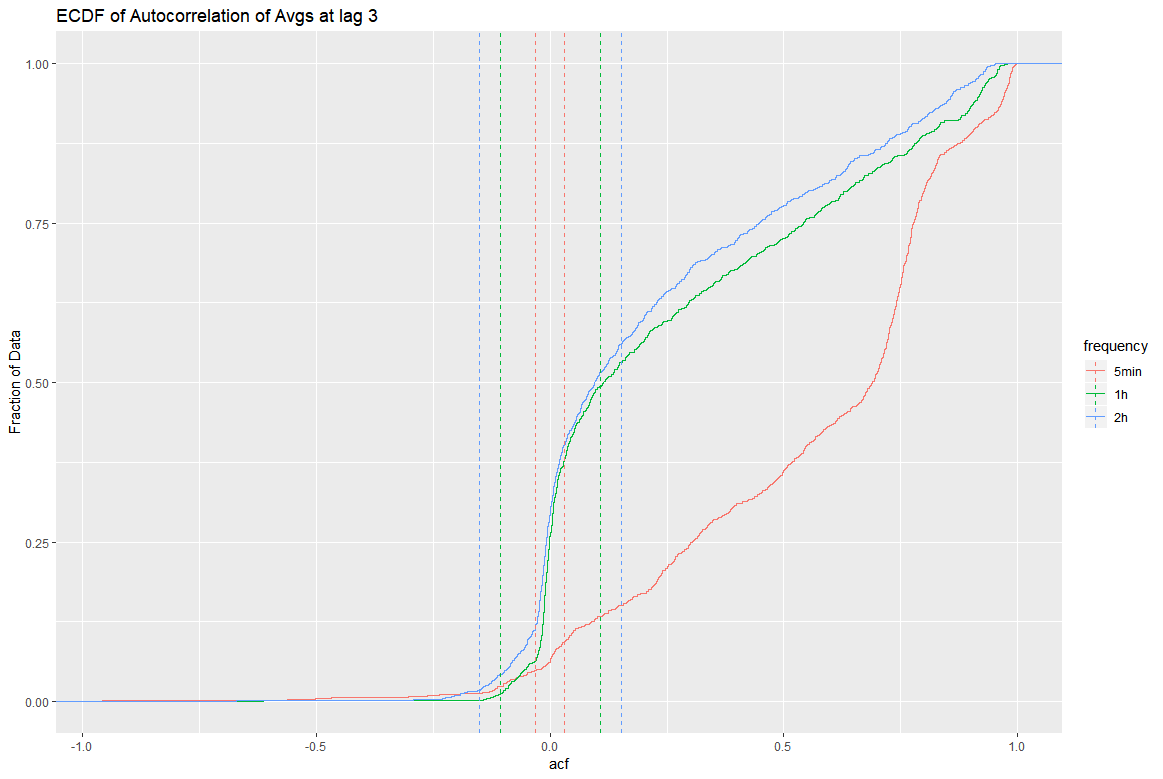 ECDF of Autocorrelation of Avgs at lag 3
1.00
0.75
0.50
0.25
0.00
Fraction of Data
-1.0
-0.5
0.0
0.5
1.0
acf
frequency
5min
1h
2h